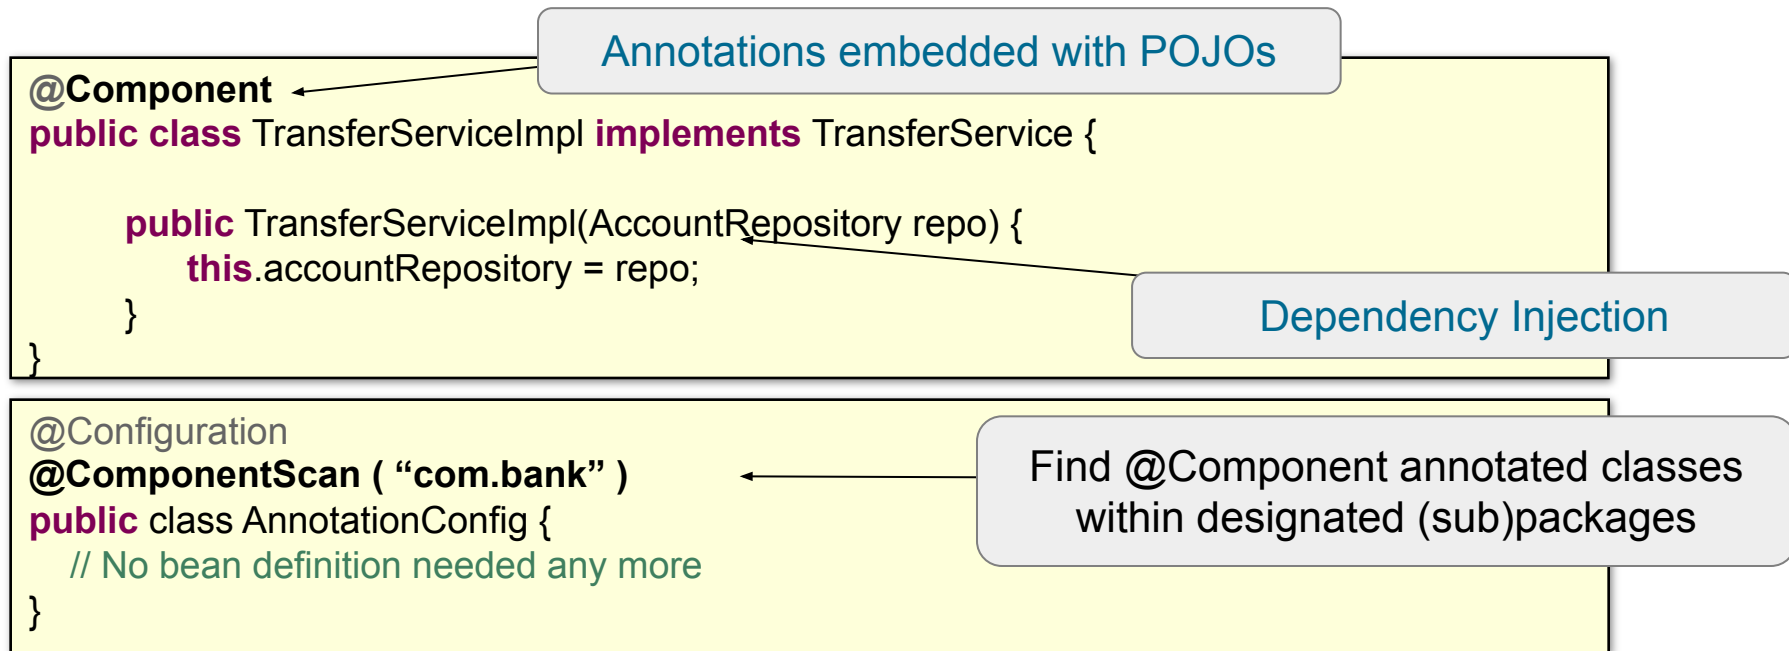 Annotations embedded with POJOs
@Component
public class TransferServiceImpl implements TransferService {
public TransferServiceImpl(AccountRepository repo) {
this.accountRepository = repo;
}
Dependency Injection
}
@Configuration
@ComponentScan ( “com.bank” )
public class AnnotationConfig {
// No bean definition needed any more
}
Find @Component annotated classes
within designated (sub)packages